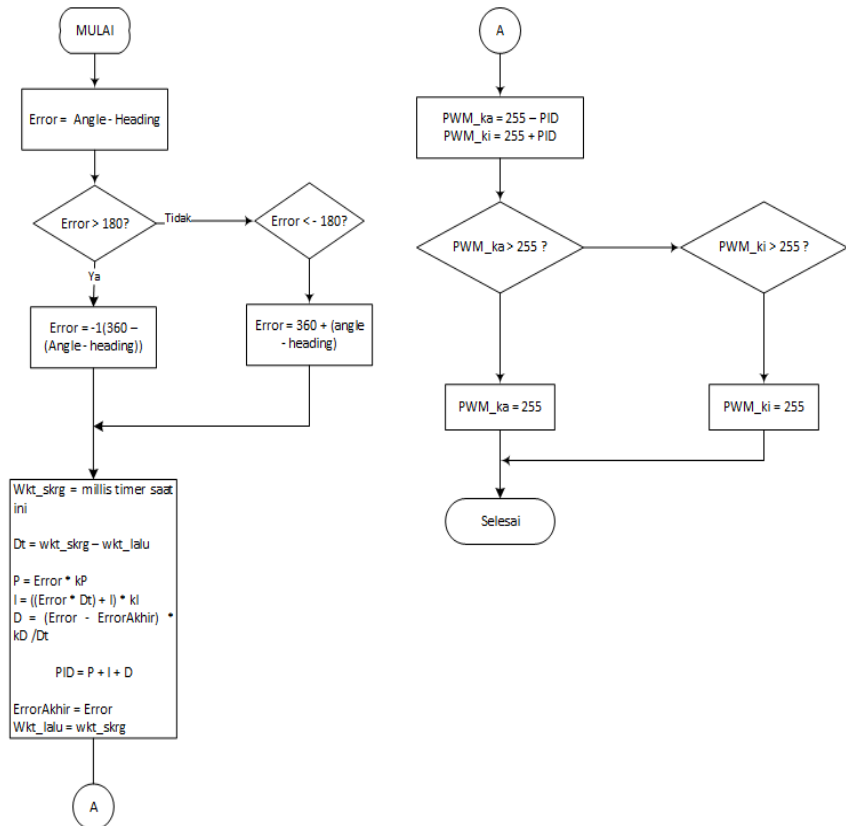 MULAI
Error = Angle - Heading
Error > 180?
Tidak
Error < - 180?
Ya
Error = -1(360 –
(Angle - heading))
Error = 360 + (angle
- heading)
Wkt_skrg = millis timer saat
ini
Dt = wkt_skrg – wkt_lalu
P = Error * kP
I = ((Error * Dt) + I) * kI
D = (Error - ErrorAkhir) *
kD /Dt
PID = P + I + D
ErrorAkhir = Error
Wkt_lalu = wkt_skrg
A
A
PWM_ka = 255 – PID
PWM_ki = 255 + PID
PWM_ka > 255 ?
PWM_ki > 255 ?
PWM_ka = 255
PWM_ki = 255
Selesai